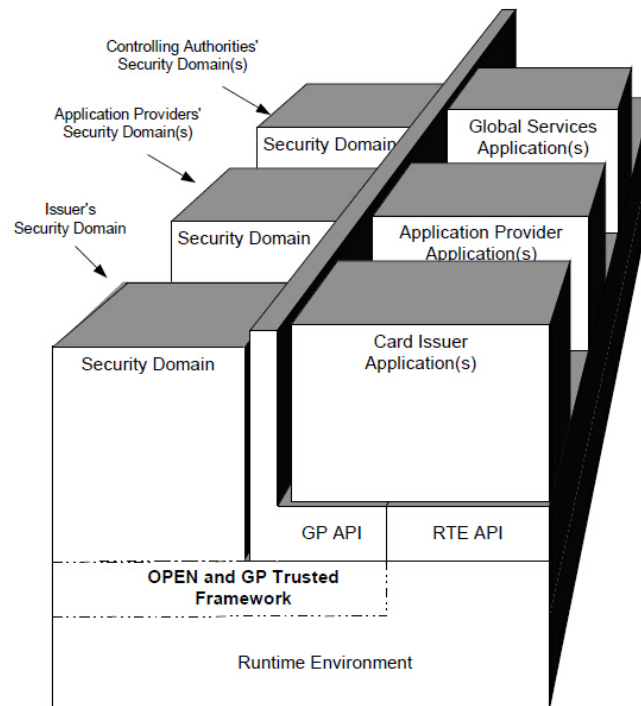 Controlling Authorities'
Security Domain(s)
Application Providers'
Security Domain(s)
Issuer's
Security Domain
Security Domain
Global Services
Application(s)
Security Domain
Application Provider
Application(s)
Security Domain
Card Issuer
Application(s)
GP API
RTE API
OPEN and GP Trusted
Framework
Runtime Environment